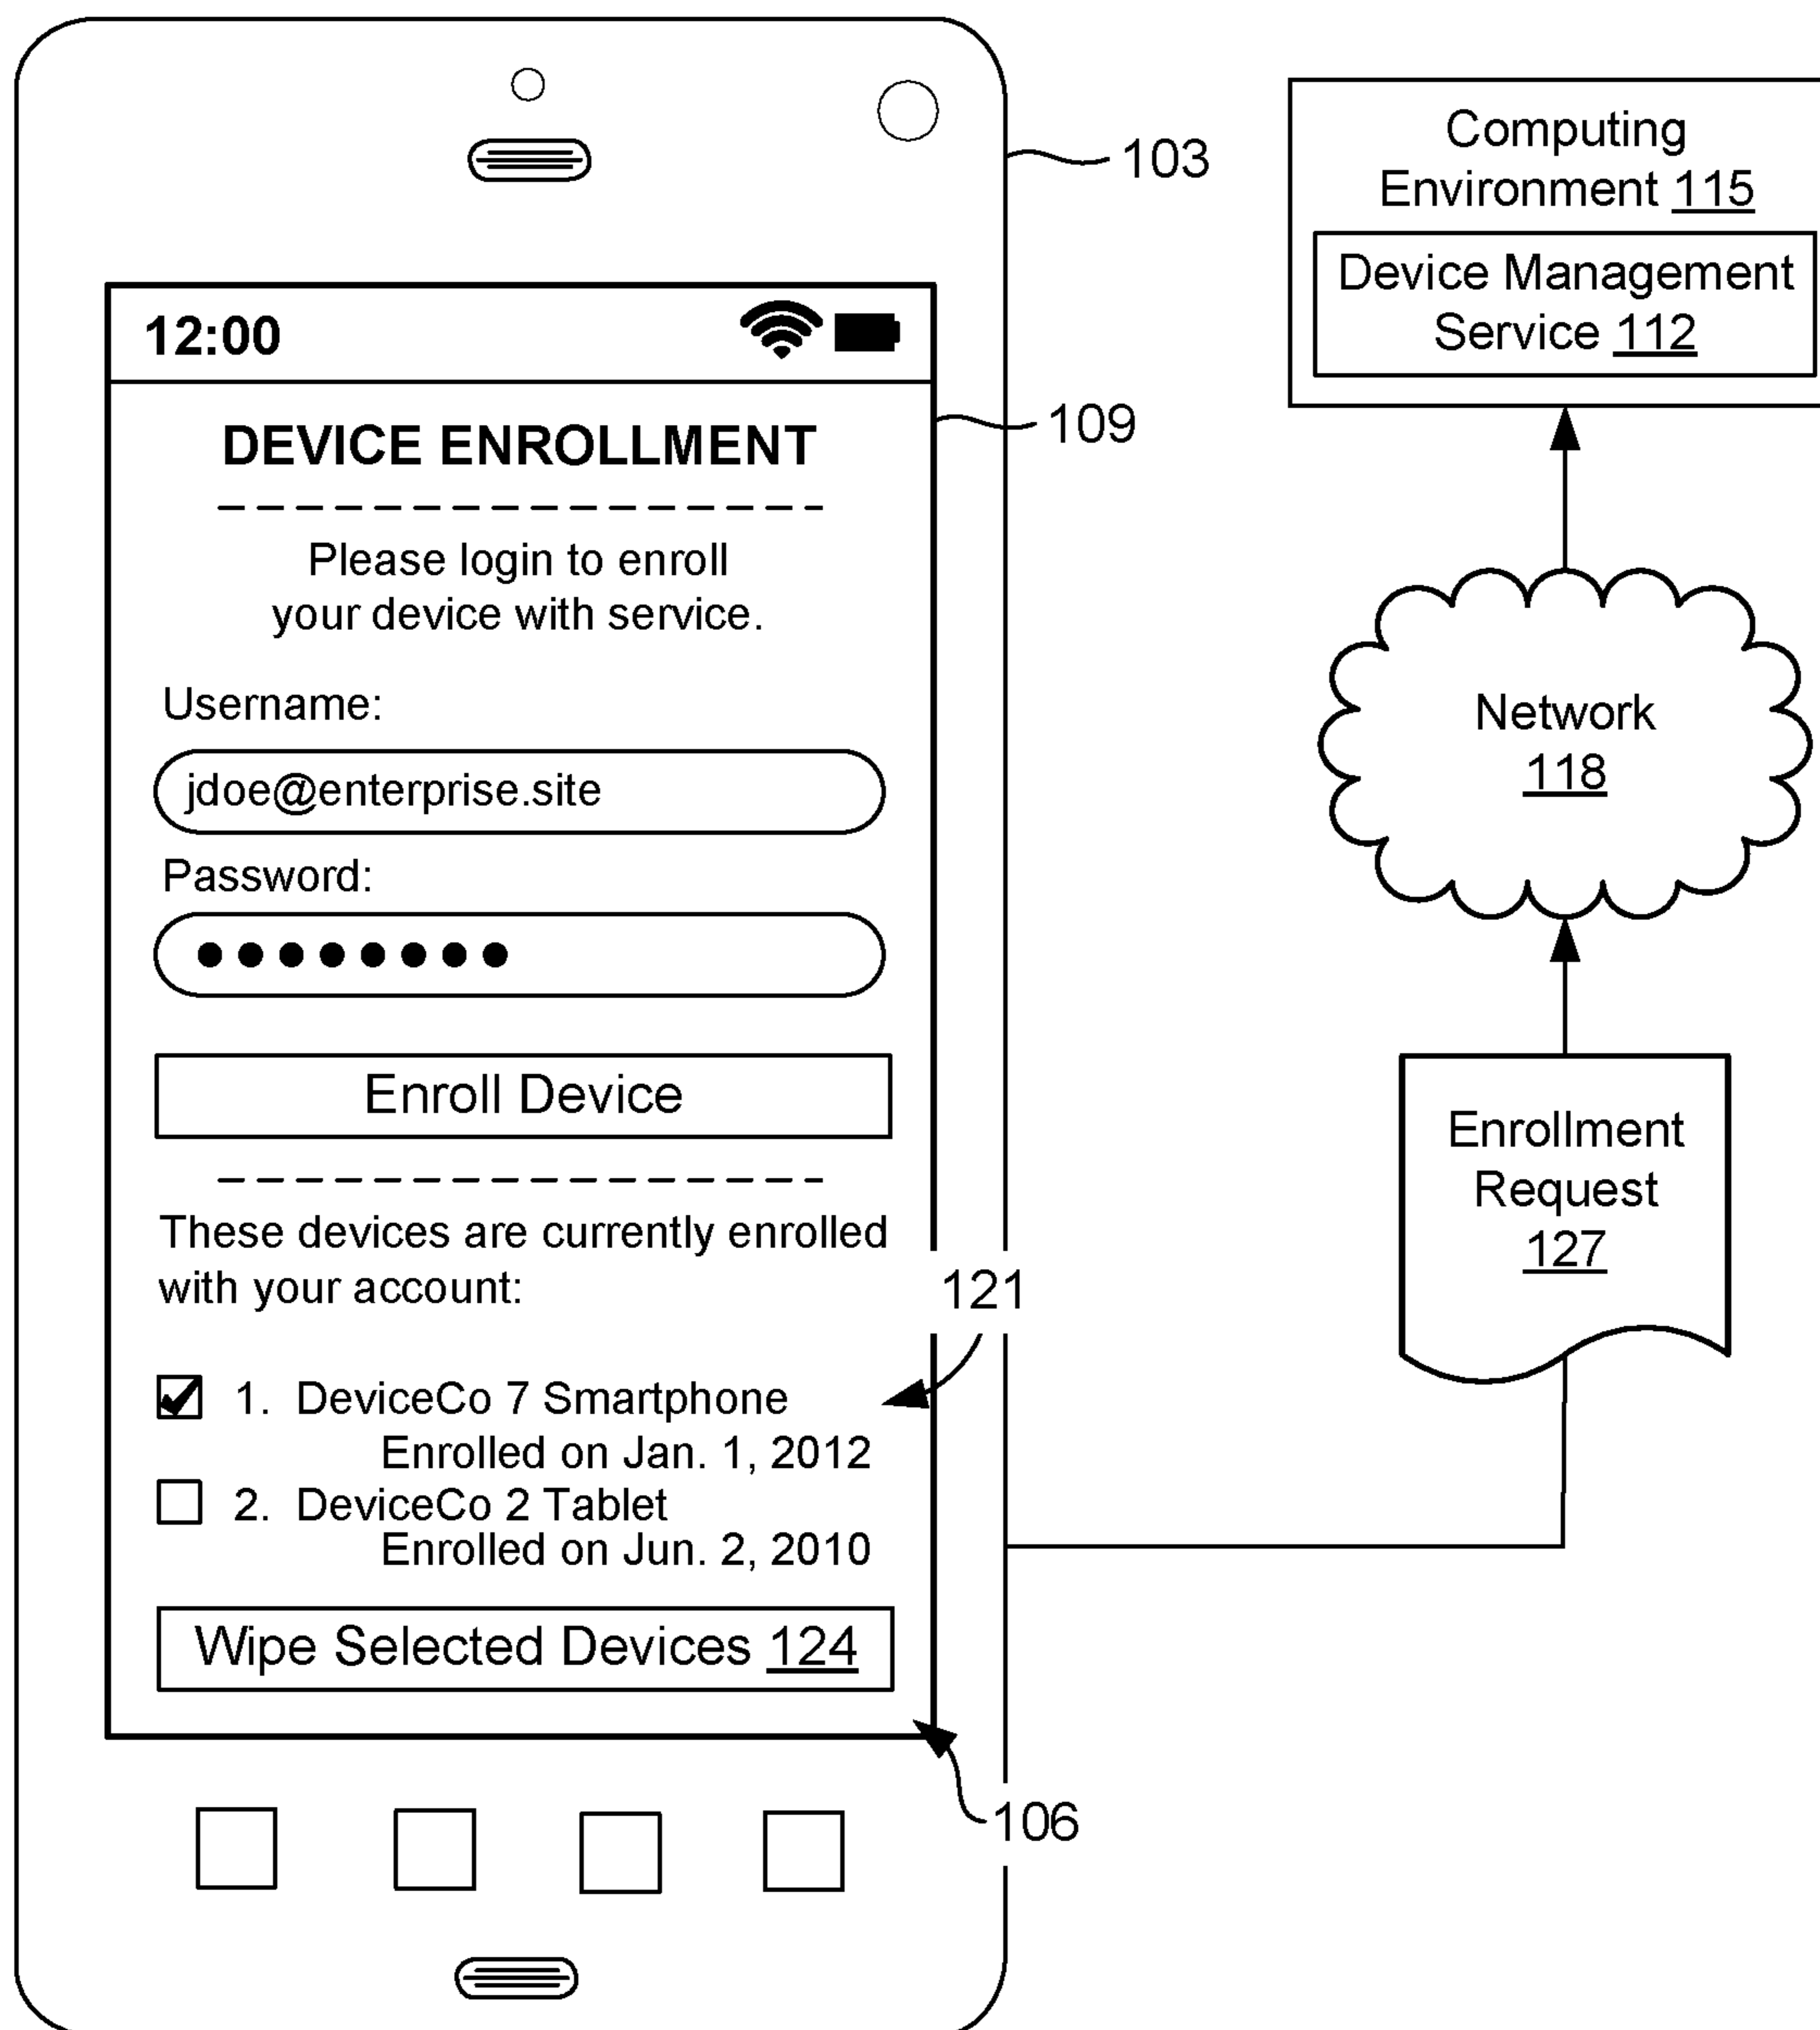 12:00
DEVICE ENROLLMENT
Please login to enroll
your device with service.
Username:
jdoe@enterprise.site
Password:
Enroll Device
These devices are currently enrolled
with your account:
1. DeviceCo 7 Smartphone
Enrolled on Jan. 1, 2012
2. DeviceCo 2 Tablet
Enrolled on Jun. 2, 2010
Wipe Selected Devices 124
103
109
121
106
Computing
Environment 115
Device Management
Service 112
Network
118
Enrollment
Request
127